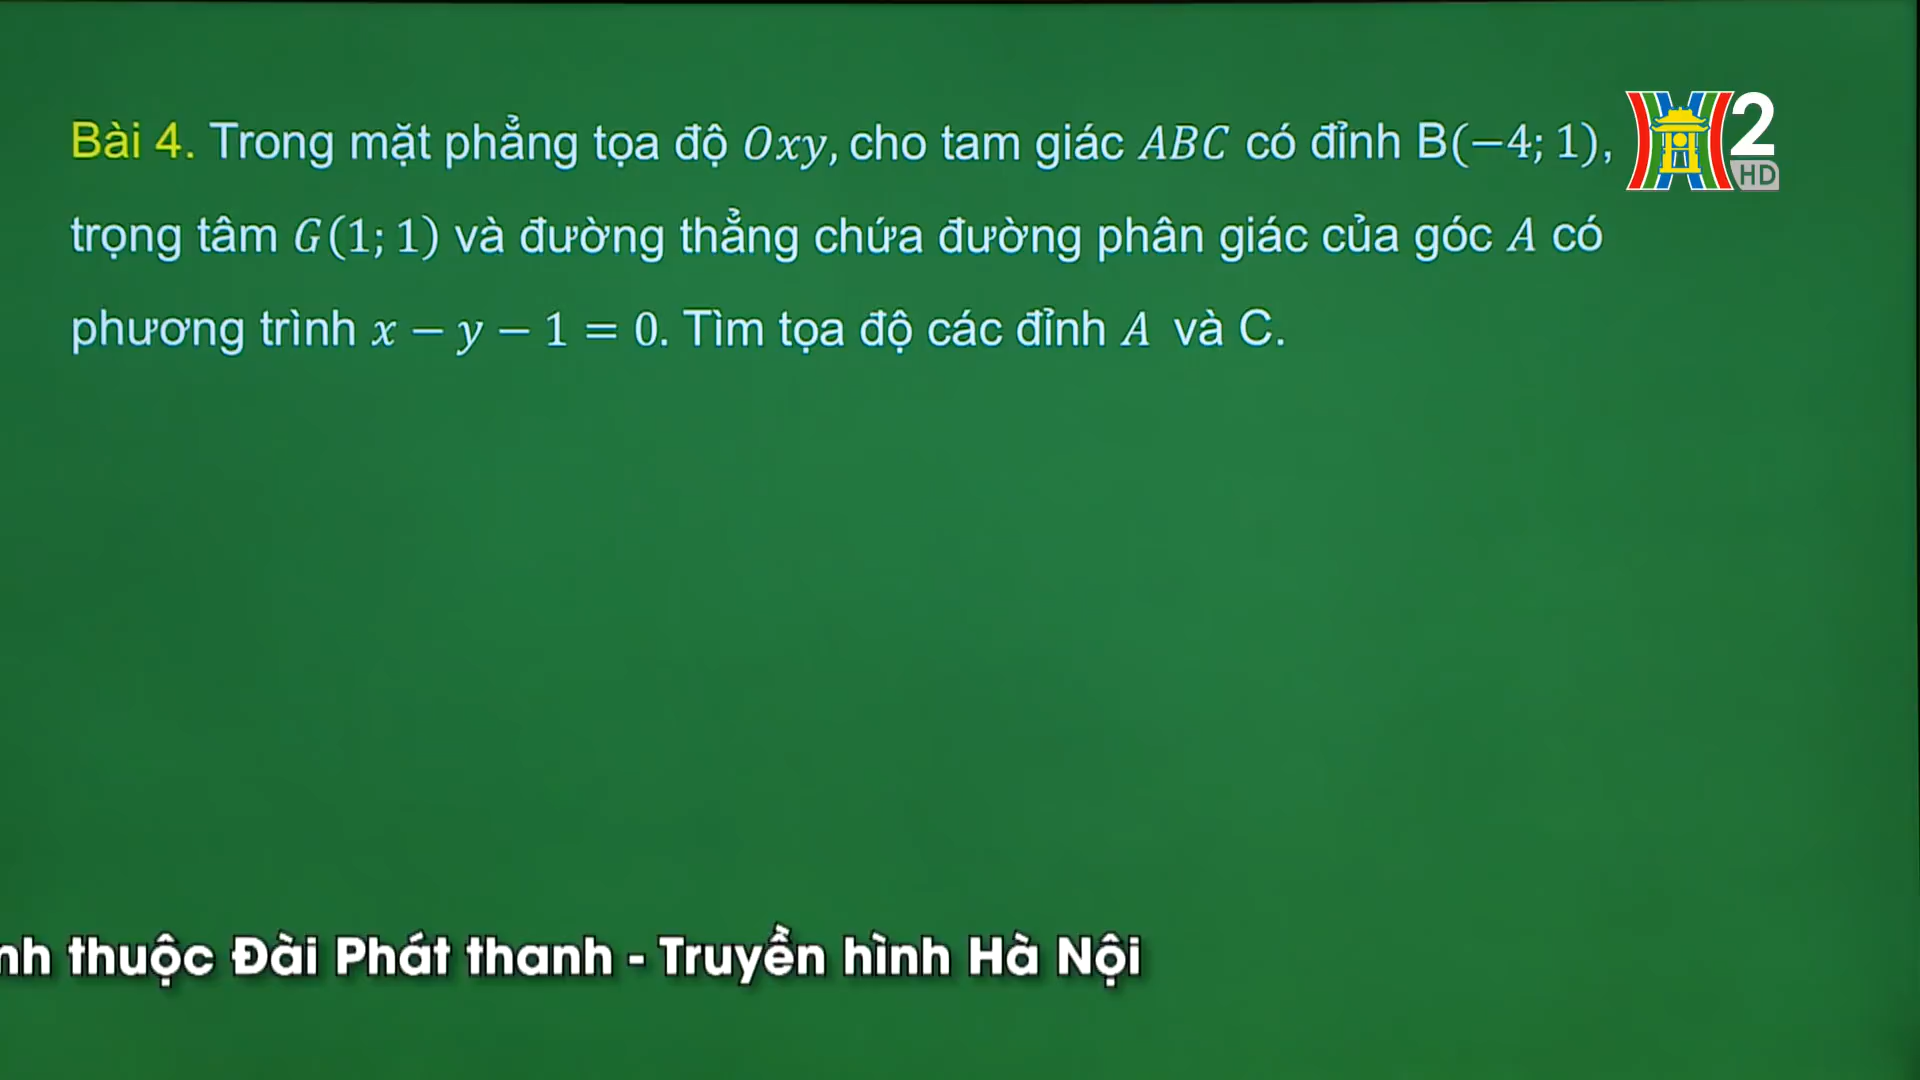 Bài 4. Trong mặt phẳng tọa độ Oxy, cho tam giác ABC có đỉnh B(−4; 1),
trọng tâm G(1; 1) và đường thẳng chứa đường phân giác của góc A có
phương trình x − y − 1 = 0. Tìm tọa độ các đỉnh A và C.
2
HD
nh thuộc Đài Phát thanh - Truyền hình Hà Nội